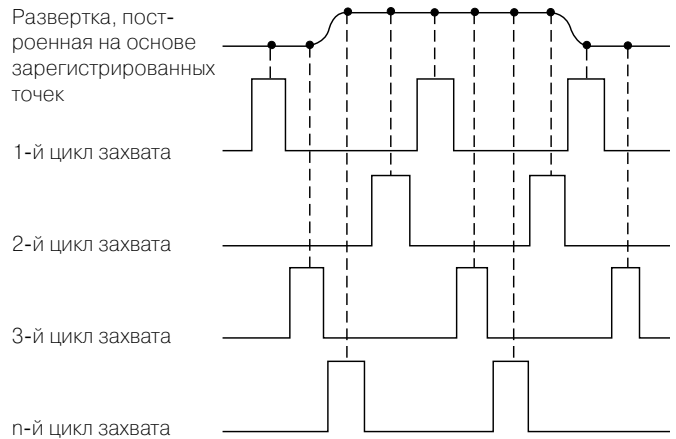 Развертка, пост-
роенная на основе
зарегистрированных
точек
1-й цикл захвата
2-й цикл захвата
3-й цикл захвата
n-й цикл захвата